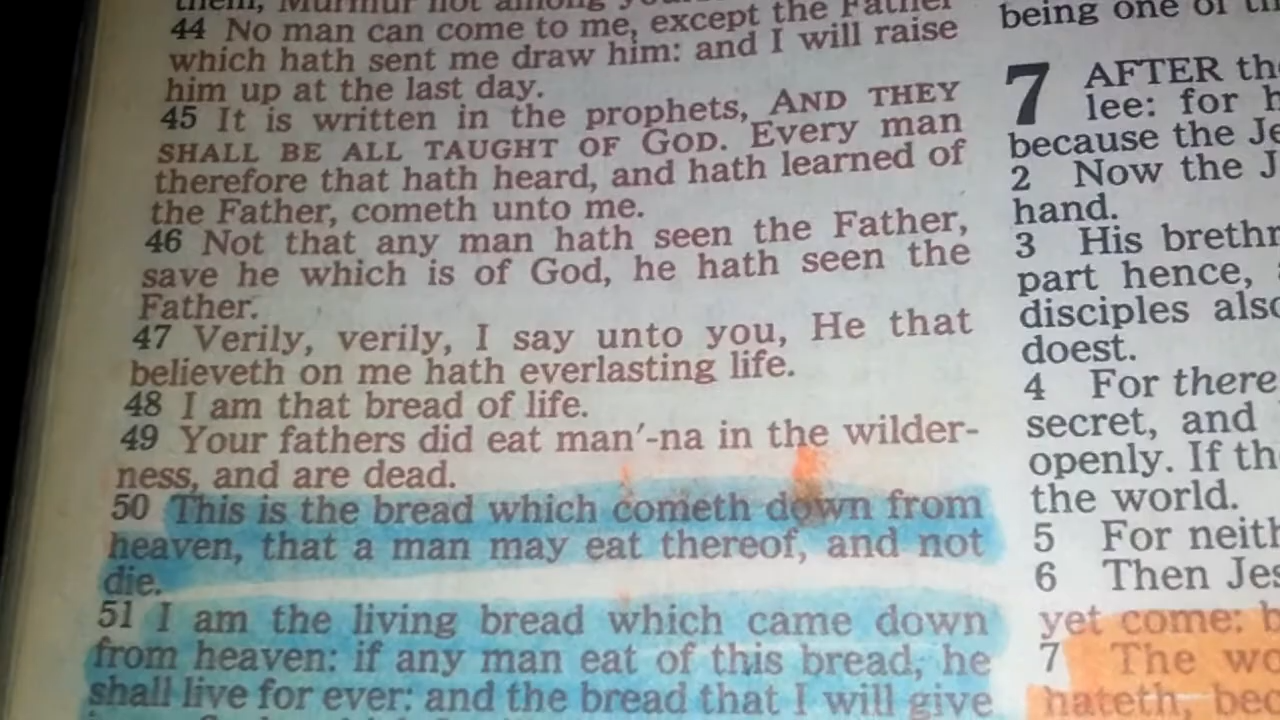 them, Murmur not among
44 No man can come to me, except the Father
which hath sent me draw him: and I will raise
him up at the last day.
45 It is written in the prophets, AND THEY
SHALL BE ALL TAUGHT OF GOD. Every man
therefore that hath heard, and hath learned of
the Father, cometh unto me.
46 Not that any man hath seen the Father,
save he which is of God, he hath seen the
Father.
47 Verily, verily, I say unto you, He that
believeth on me hath everlasting life.
48 I am that bread of life.
49 Your fathers did eat man′-na in the wilder-
ness, and are dead.
50 This is the bread which cometh down from
heaven, that a man may eat thereof, and not
die.
51 I am the living bread which came down
from heaven: if any man eat of this bread, he
shall live for ever: and the bread that I will give
being one of
7 AFTER
lee: for
because the
2 Now the
hand.
3 His
part hence,
disciples
doest.
4 For there
secret, and
openly. If
the world.
5 For
6 Then
yet come:
7 The
hateth,